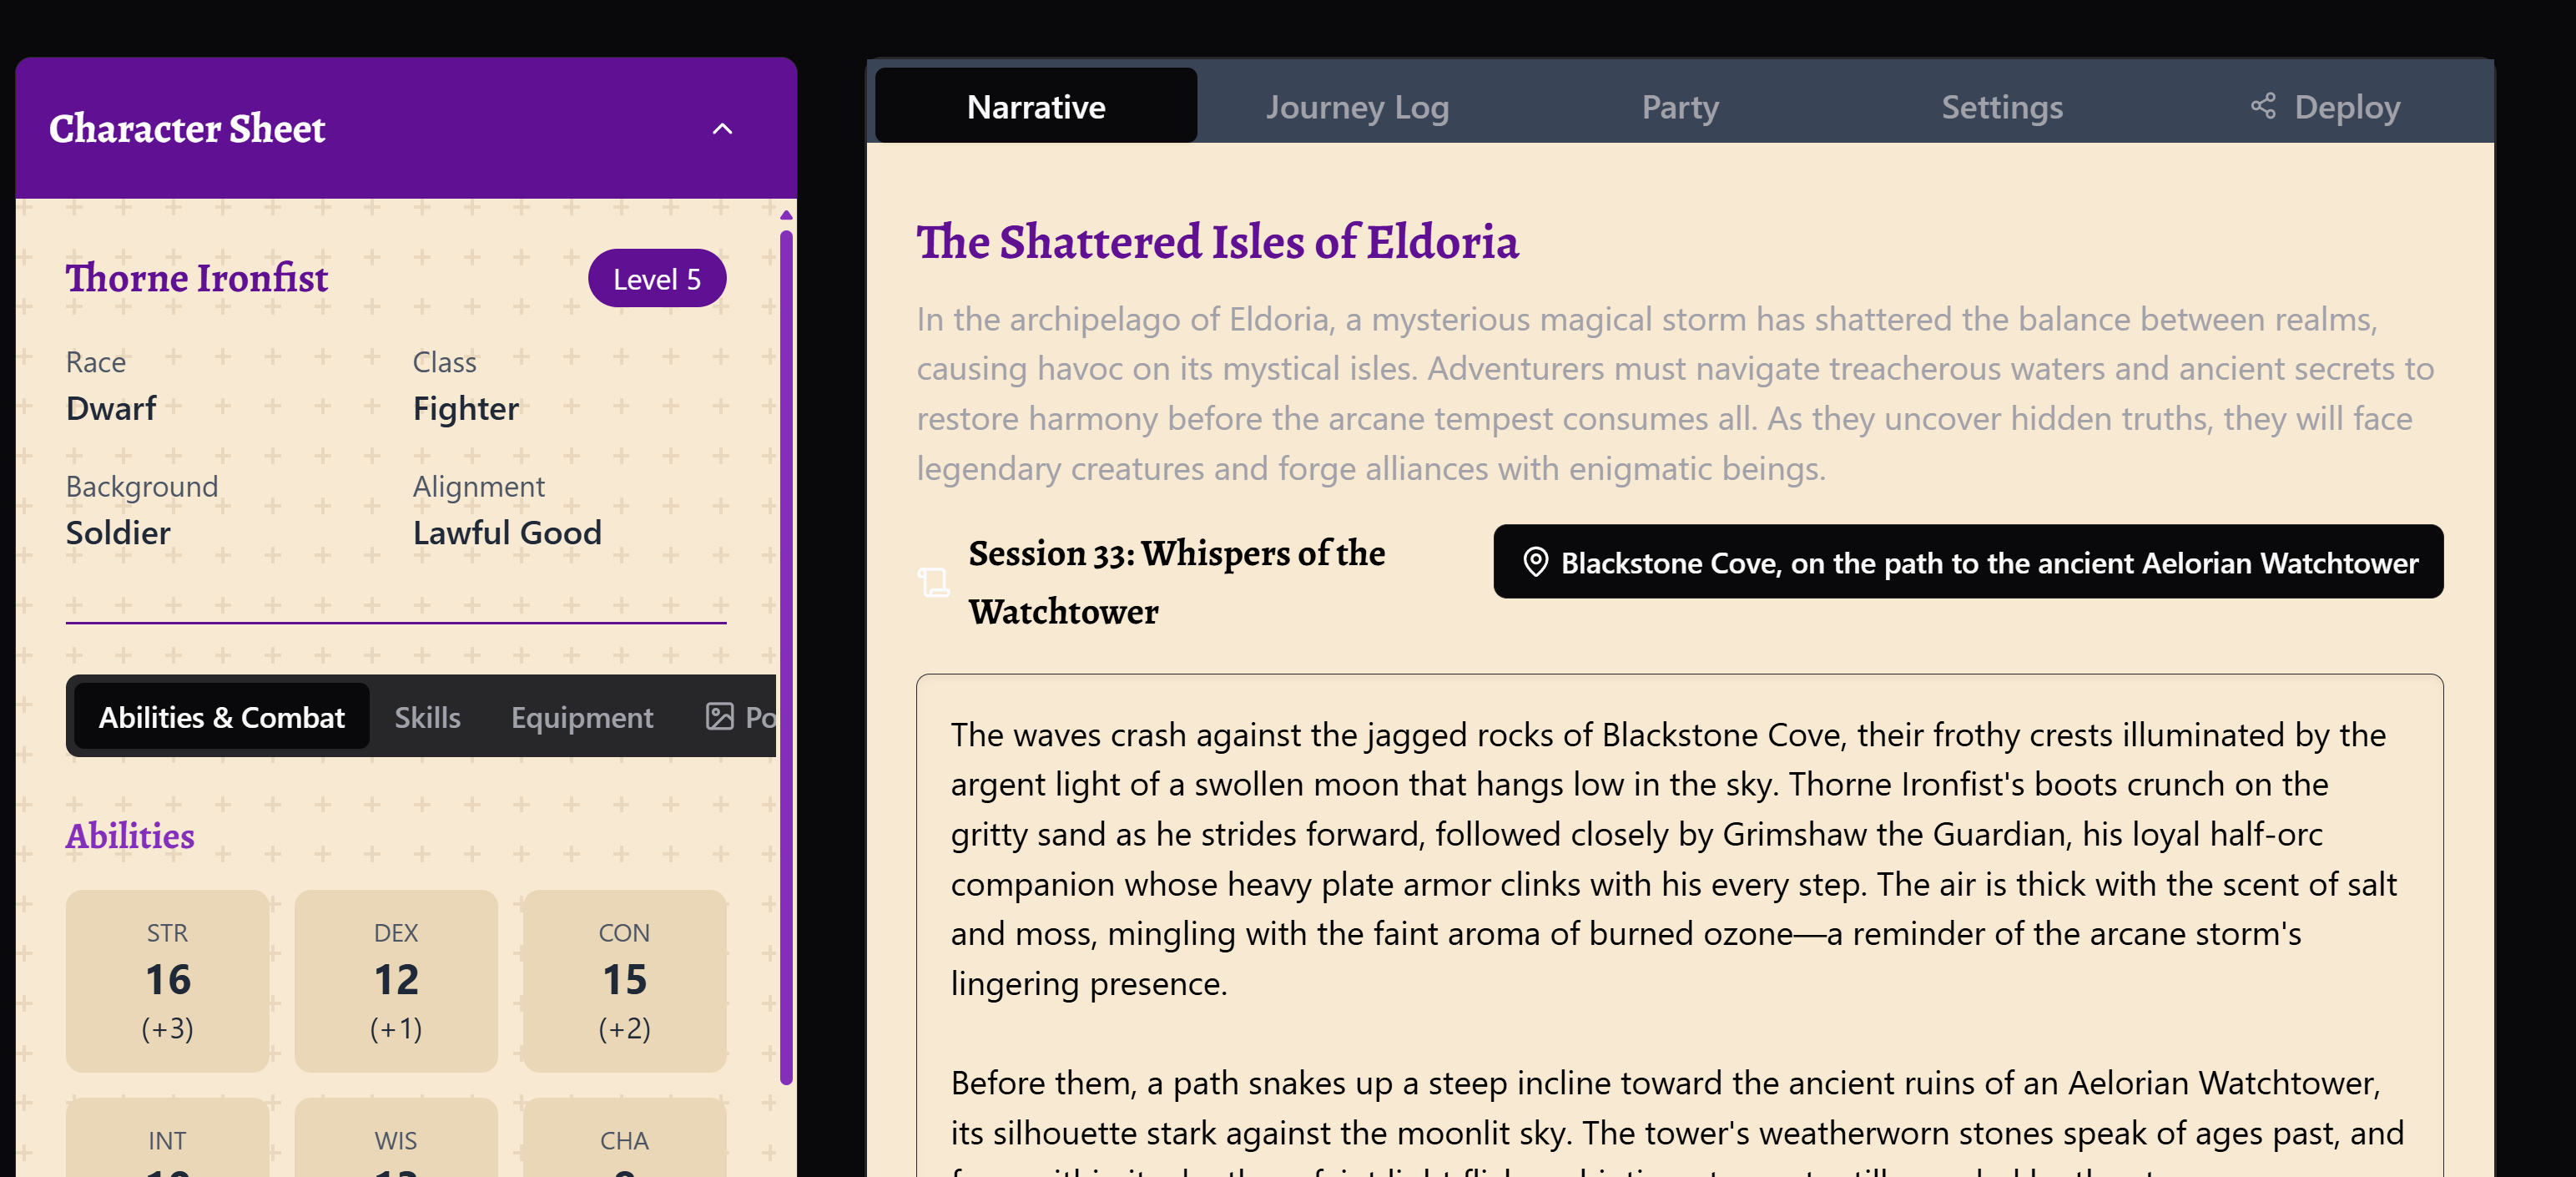 Character Sheet
Thorne Ironfist
Level 5
Race
Dwarf
Class
Fighter
Background
Soldier
Alignment
Lawful Good
Abilities & Combat
Skills
Equipment
Abilities
STR
16
(+3)
DEX
12
(+1)
CON
15
(+2)
INT
WIS
CHA
Narrative
Journey Log
Party
Settings
Deploy
The Shattered Isles of Eldoria
In the archipelago of Eldoria, a mysterious magical storm has shattered the balance between realms,
causing havoc on its mystical isles. Adventurers must navigate treacherous waters and ancient secrets to
restore harmony before the arcane tempest consumes all. As they uncover hidden truths, they will face
legendary creatures and forge alliances with enigmatic beings.
Session 33: Whispers of the
Watchtower
Blackstone Cove, on the path to the ancient Aelorian Watchtower
The waves crash against the jagged rocks of Blackstone Cove, their frothy crests illuminated by the
argent light of a swollen moon that hangs low in the sky. Thorne Ironfist's boots crunch on the
gritty sand as he strides forward, followed closely by Grimshaw the Guardian, his loyal half-orc
companion whose heavy plate armor clinks with his every step. The air is thick with the scent of salt
and moss, mingling with the faint aroma of burned ozone—a reminder of the arcane storm's
lingering presence.
Before them, a path snakes up a steep incline toward the ancient ruins of an Aelorian Watchtower,
its silhouette stark against the moonlit sky. The tower's weatherworn stones speak of ages past, and